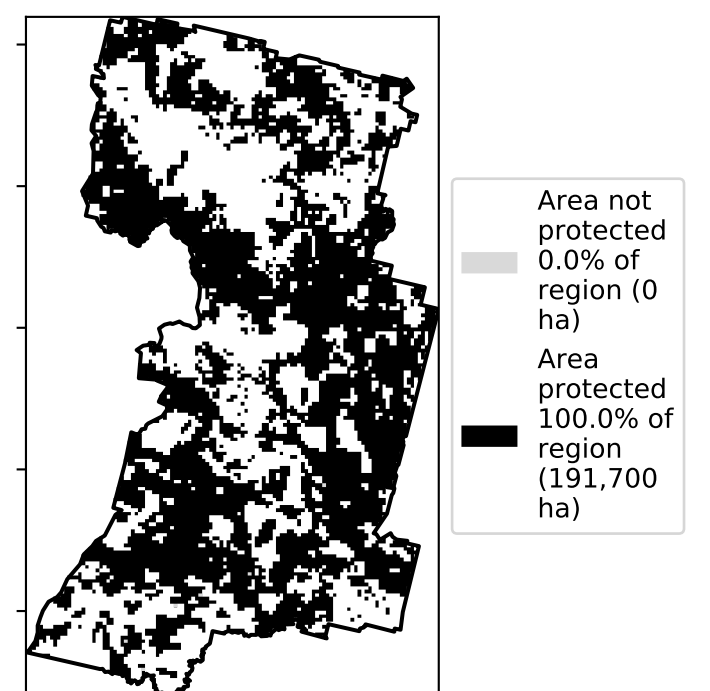 Area not
protected
0.0% of
region (0
ha)
Area
protected
100.0% of
region
(191,700
ha)